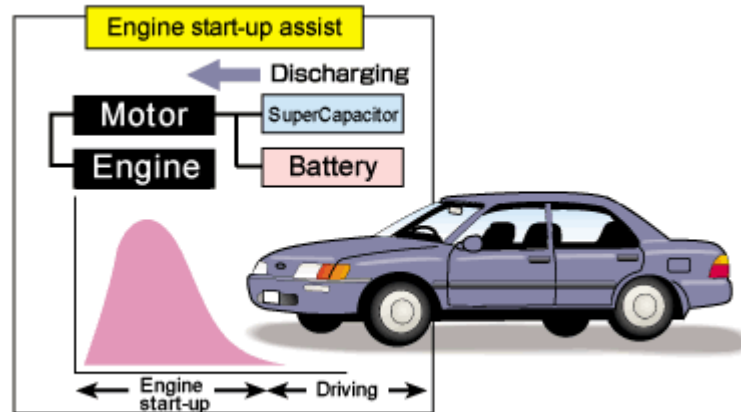 Engine start-up assist
Discharging
Motor
SuperCapacitor
Engine
Battery
Engine
start-up
Driving